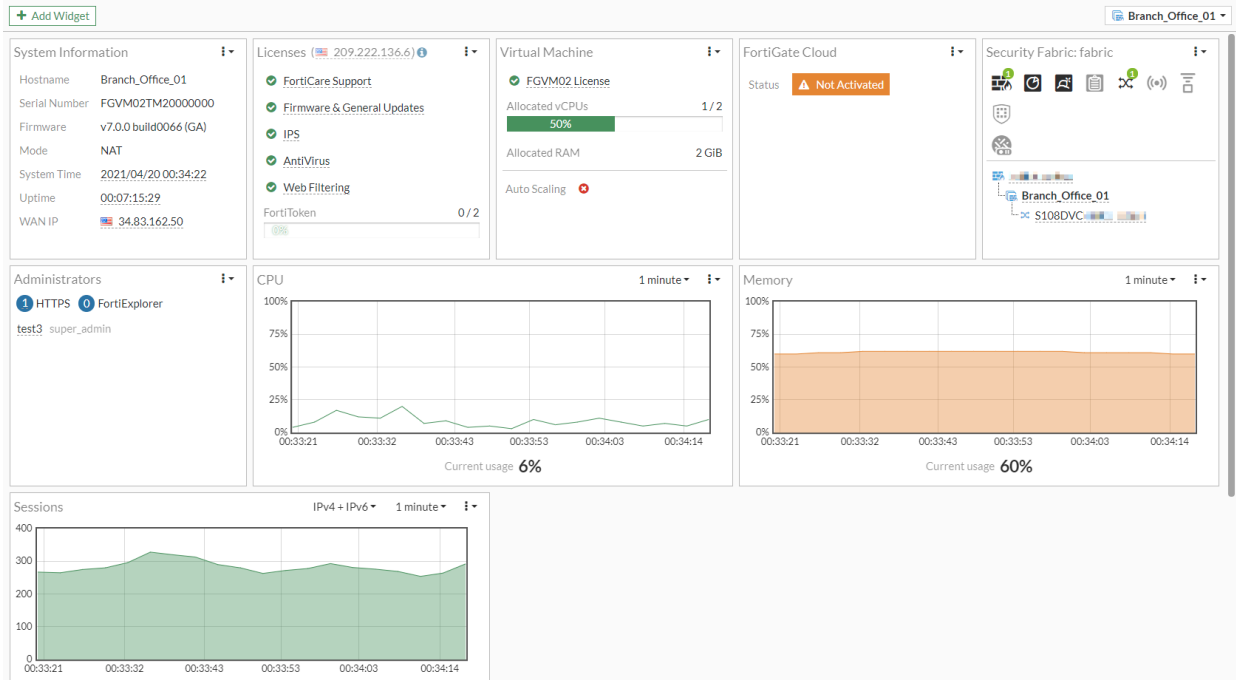 + Add Widget
Branch_Office_01
System Information
Hostname Branch_Office_01
Serial Number FGVM02TM20000000
Firmware v7.0.0 build0066 (GA)
Mode NAT
System Time 2021/04/20 00:34:22
Uptime 00:07:15:29
WAN IP 34.83.162.50
Licenses (209.222.136.6)
FortiCare Support
Firmware & General Updates
IPS
AntiVirus
Web Filtering
FortiToken 0 / 2
0%
Virtual Machine
FGVM02 License
Allocated vCPUs 1 / 2
50%
Allocated RAM 2 GiB
Auto Scaling
FortiGate Cloud
Status Not Activated
Security Fabric: fabric
1 1
Branch_Office_01
S108DVC
Administrators
1 HTTPS 0 FortiExplorer
test3 super_admin
CPU 1 minute
100%
75%
50%
25%
0%
00:33:21 00:33:32 00:33:43 00:33:53 00:34:03 00:34:14
Current usage 6%
Memory 1 minute
100%
75%
50%
25%
0%
00:33:21 00:33:32 00:33:43 00:33:53 00:34:03 00:34:14
Current usage 60%
Sessions IPv4 + IPv6 1 minute
400
300
200
100
0
00:33:21 00:33:32 00:33:43 00:33:53 00:34:03 00:34:14